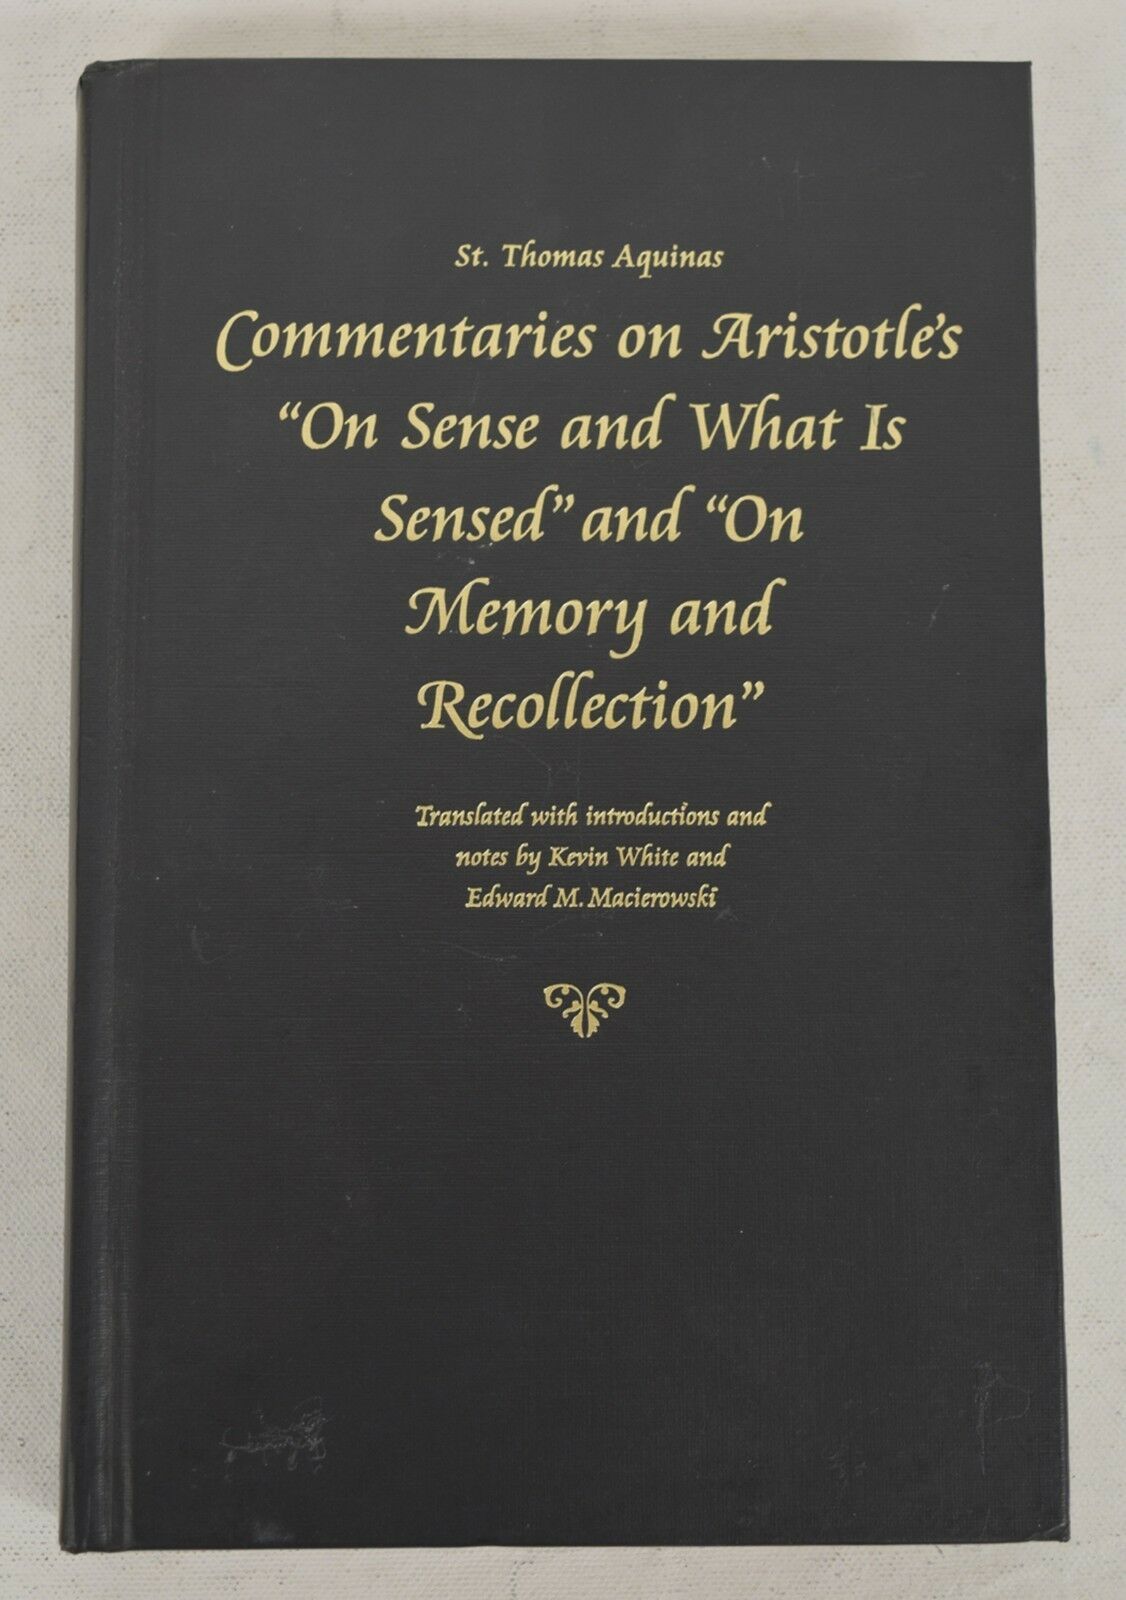 St. Thomas Aquinas
Commentaries on Aristotle's
“On Sense and What Is
Sensed” and “On
Memory and
Recollection”
Translated with introductions and
notes by Kevin White and
Edward M. Macierowski